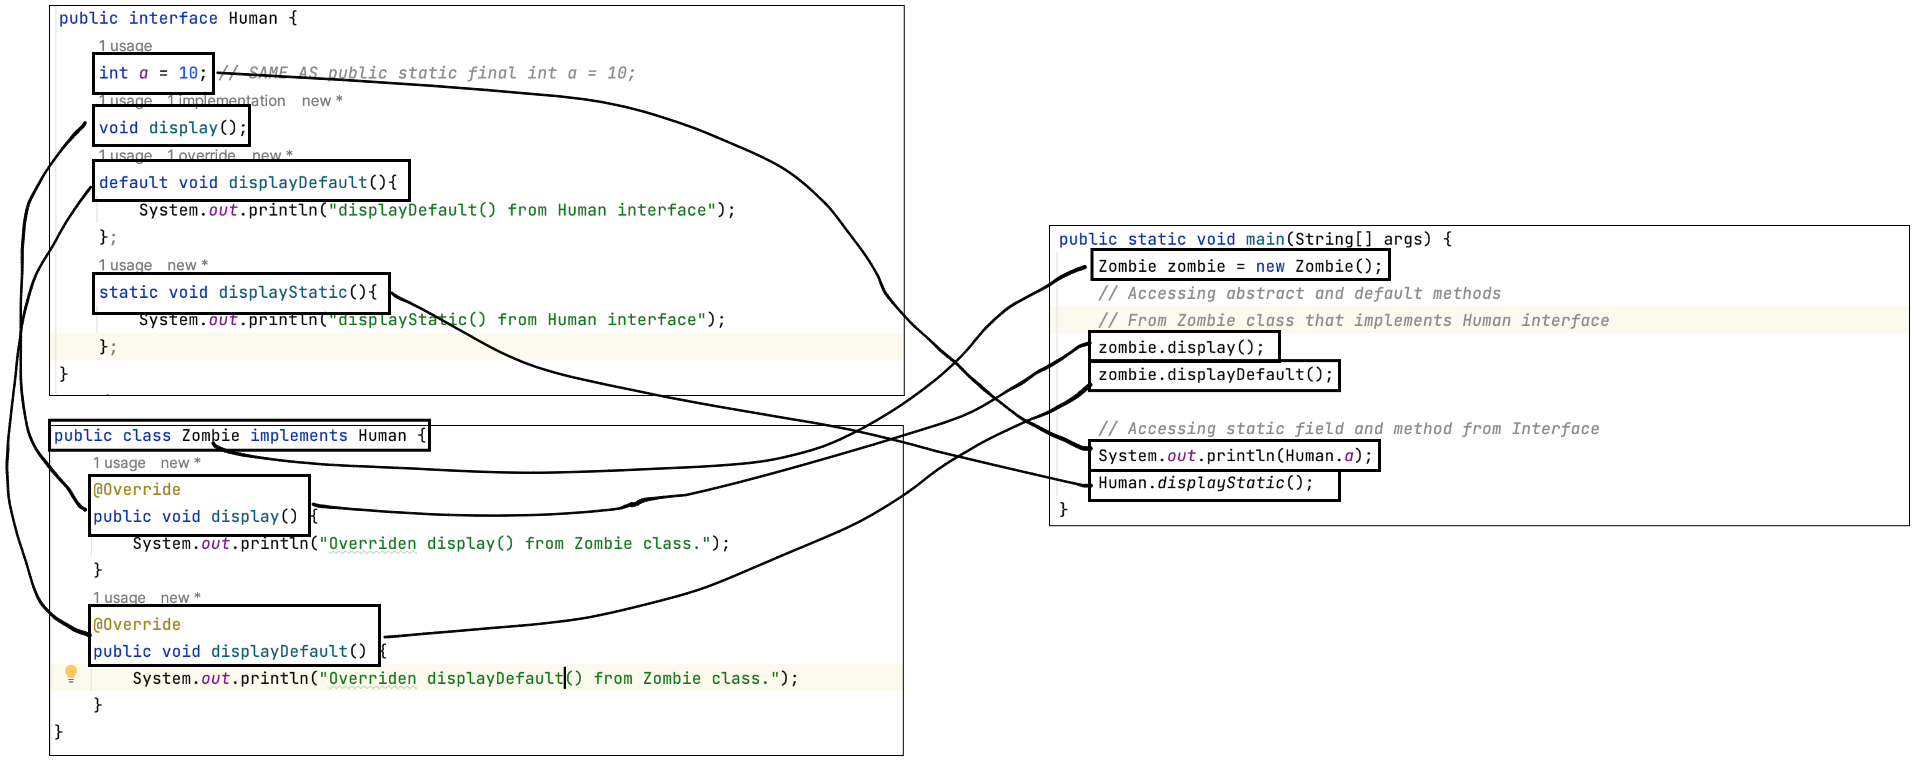 public interface Human {
1 usage
int a = 10; // SAME AS public static final int a = 10;
1 usage 1 implementation new *
void display();
1 usage 1 override new *
default void displayDefault(){
System.out.println("displayDefault() from Human interface");
};
1 usage new *
static void displayStatic(){
System.out.println("displayStatic() from Human interface");
};
}
public class Zombie implements Human {
1 usage new *
@Override
public void display() {
System.out.println("Overriden display() from Zombie class.");
}
1 usage new *
@Override
public void displayDefault() {
System.out.println("Overriden displayDefault() from Zombie class.");
}
}
public static void main(String[] args) {
Zombie zombie = new Zombie();
// Accessing abstract and default methods
// From Zombie class that implements Human interface
zombie.display();
zombie.displayDefault();
// Accessing static field and method from Interface
System.out.println(Human.a);
Human.displayStatic();
}